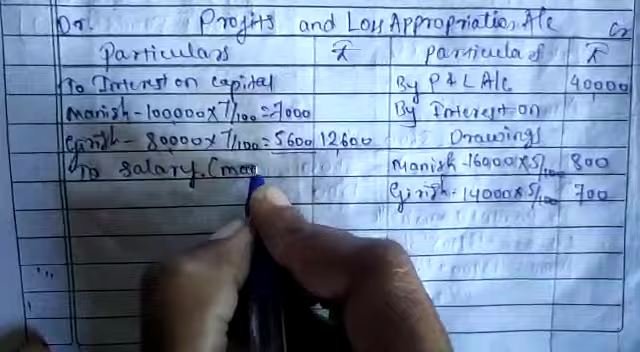 Dr. Profits and Loss Appropriation A/c Cr
Particulars ₹ Particulars ₹
To Interest on capital By P & L A/c 40000
Manish - 100000 x 7/100 = 7000 By Interest on
Girish - 80000 x 7/100 = 5600 12600 Drawings
To Salary. (man Manish - 16000 x 5/100 800
Girish - 14000 x 5/100 700